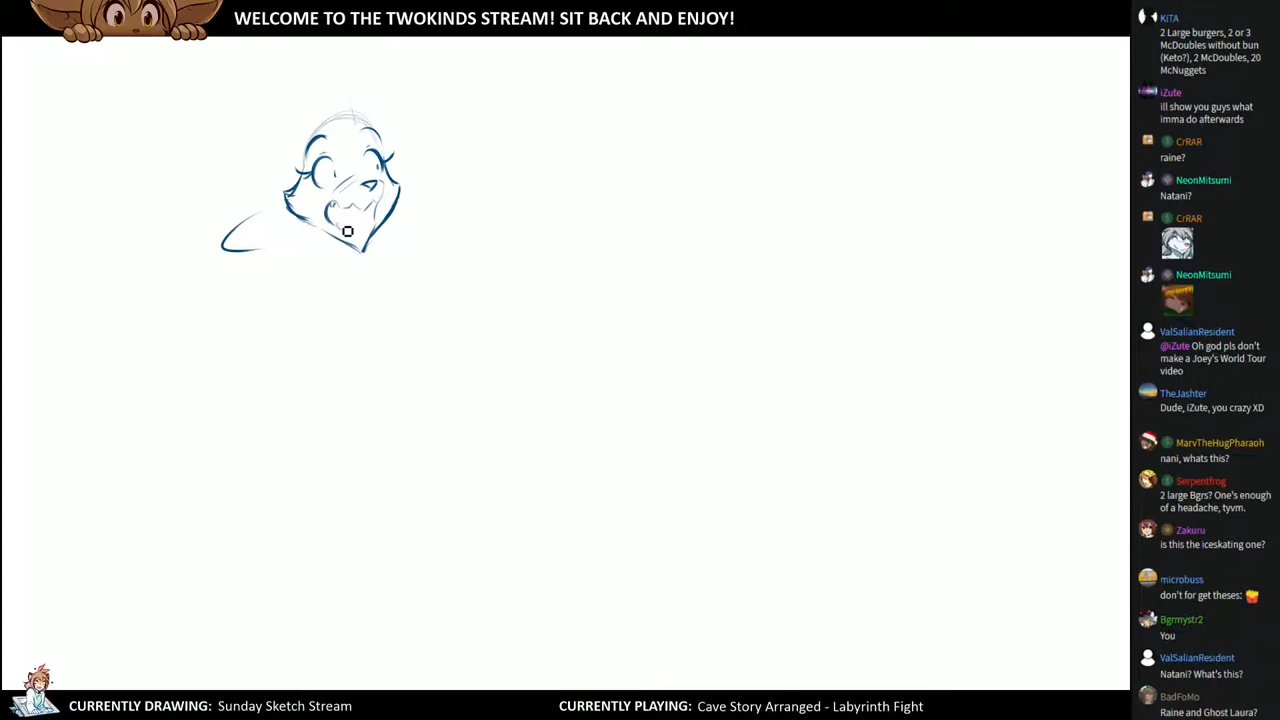 WELCOME TO THE TWOKINDS STREAM! SIT BACK AND ENJOY!
KiTA
2 Large burgers, 2 or 3
McDoubles without bun
(Keto?), 2 McDoubles, 20
McNuggets
iZute
ill show you guys what
imma do afterwards
CrRAR
raine?
NeonMitsumi
Natani?
CrRAR
NeonMitsumi
ValSalianResident
@iZute Oh god pls don't
make a Joey's World Tour
video
TheJashter
Dude, iZute, you crazy XD
MarvTheHugPharaoh
nani, whats this?
Serpentfrog
2 large Bgrs? One's enough
of a headache, tyvm.
Zakuru
is this the iceskating one?
microbuss
don't for get theses:
Bgrmystr2
You
ValSalianResident
Natani? What's this?
BadFoMo
Raine and Ghost Laura?
CURRENTLY DRAWING: Sunday Sketch Stream
CURRENTLY PLAYING: Cave Story Arranged - Labyrinth Fight